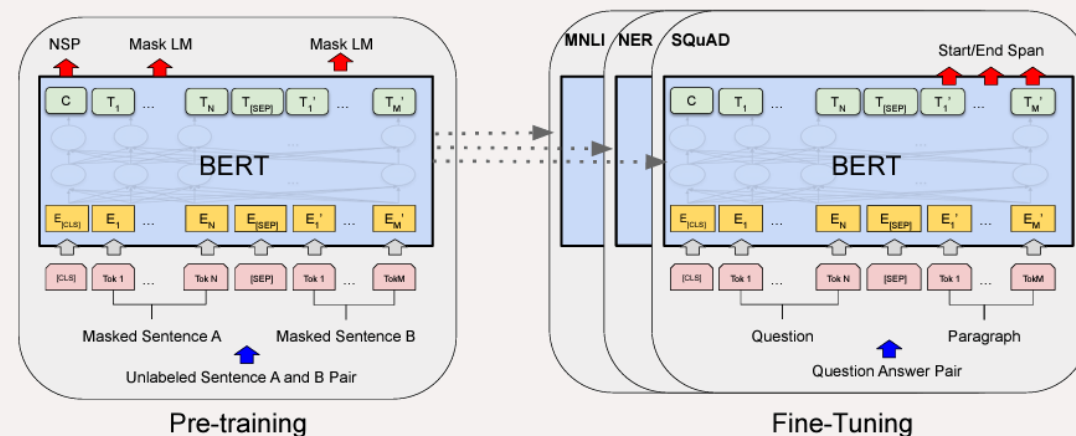 NSP Mask LM Mask LM
C T1 ... TN T[SEP] T1' ... TM'
...
BERT
...
E[CLS] E1 ... EN E[SEP] E1' ... EM'
[CLS] Tok 1 ... Tok N [SEP] Tok 1 ... TokM
Masked Sentence A Masked Sentence B
Unlabeled Sentence A and B Pair
Pre-training
MNLI NER SQuAD
Start/End Span
C T1 ... TN T[SEP] T1' ... TM'
...
BERT
...
E[CLS] E1 ... EN E[SEP] E1' ... EM'
[CLS] Tok 1 ... Tok N [SEP] Tok 1 ... TokM
Question Paragraph
Question Answer Pair
Fine-Tuning